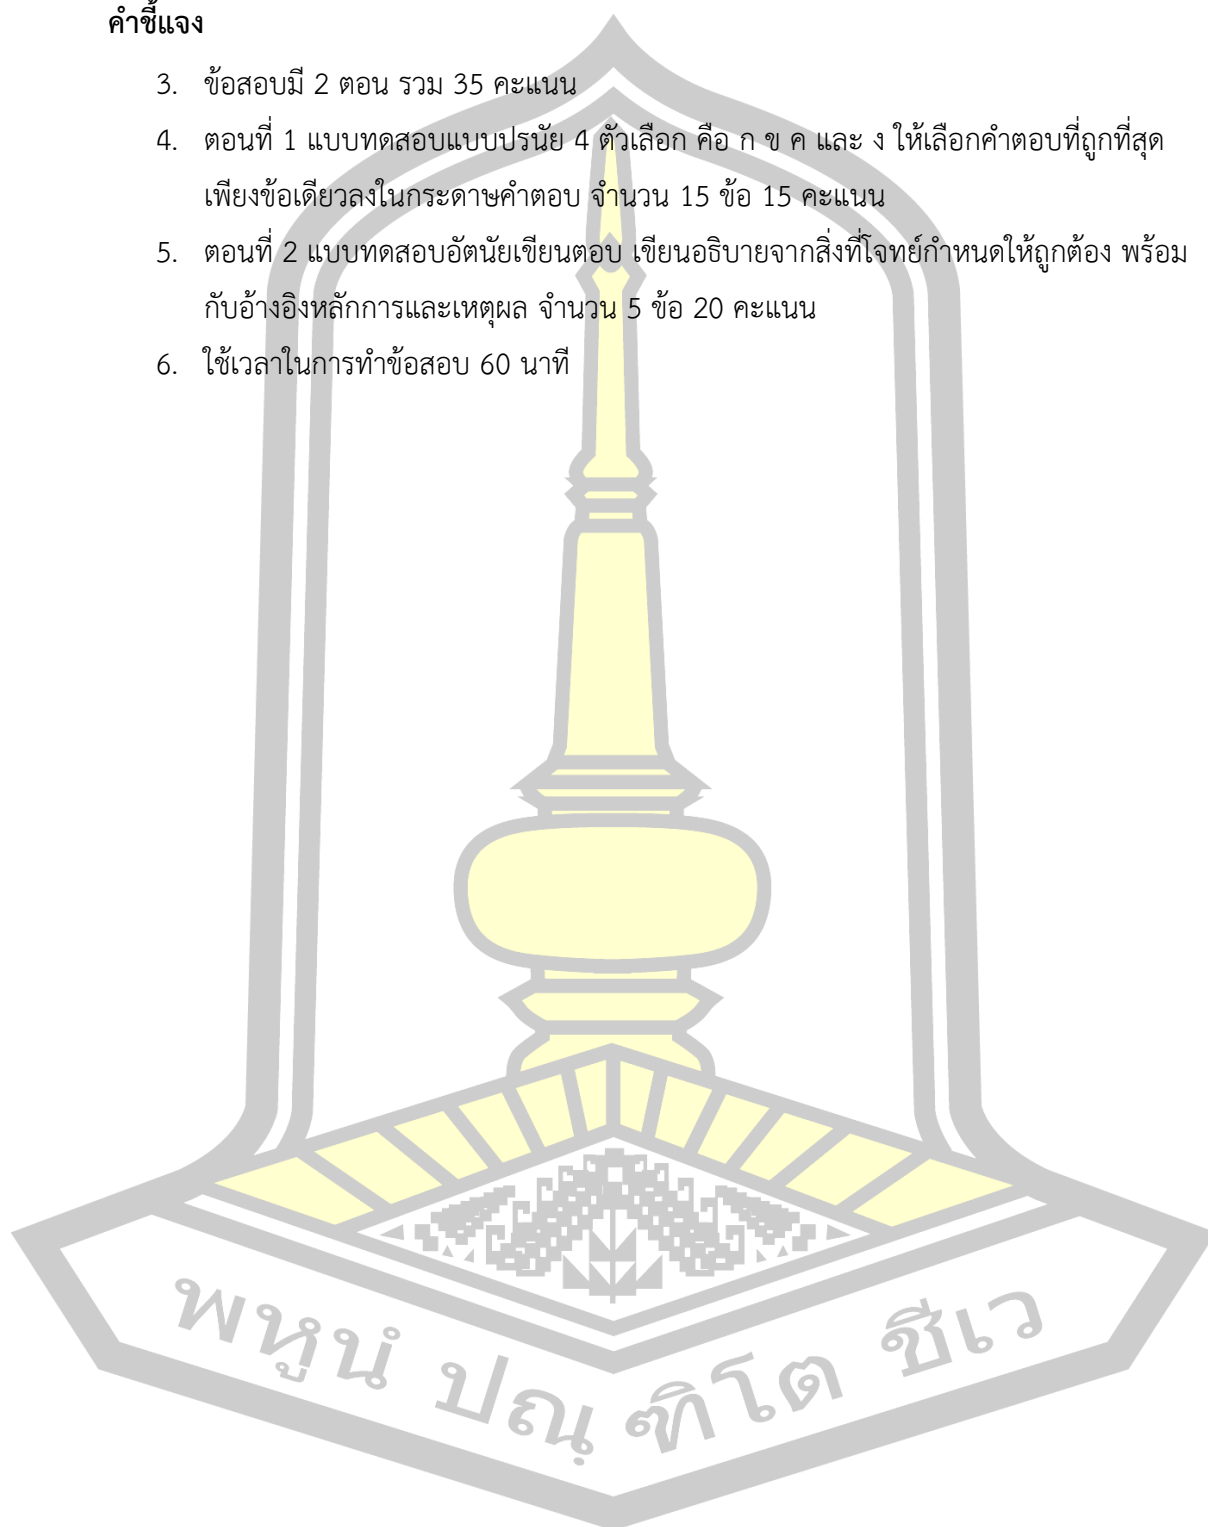 คำชี้แจง
3. ข้อสอบมี 2 ตอน รวม 35 คะแนน
4. ตอนที่ 1 แบบทดสอบแบบปรนัย 4 ตัวเลือก คือ ก ข ค และ ง ให้เลือกคำตอบที่ถูกที่สุด
เพียงข้อเดียวลงในกระดาษคำตอบ จำนวน 15 ข้อ 15 คะแนน
5. ตอนที่ 2 แบบทดสอบอัตนัยเขียนตอบ เขียนอธิบายจากสิ่งที่โจทย์กำหนดให้ถูกต้อง พร้อม
กับอ้างอิงหลักการและเหตุผล จำนวน 5 ข้อ 20 คะแนน
6. ใช้เวลาในการทำข้อสอบ 60 นาที
พหูนํ ปณฺฑิโต ชีเว